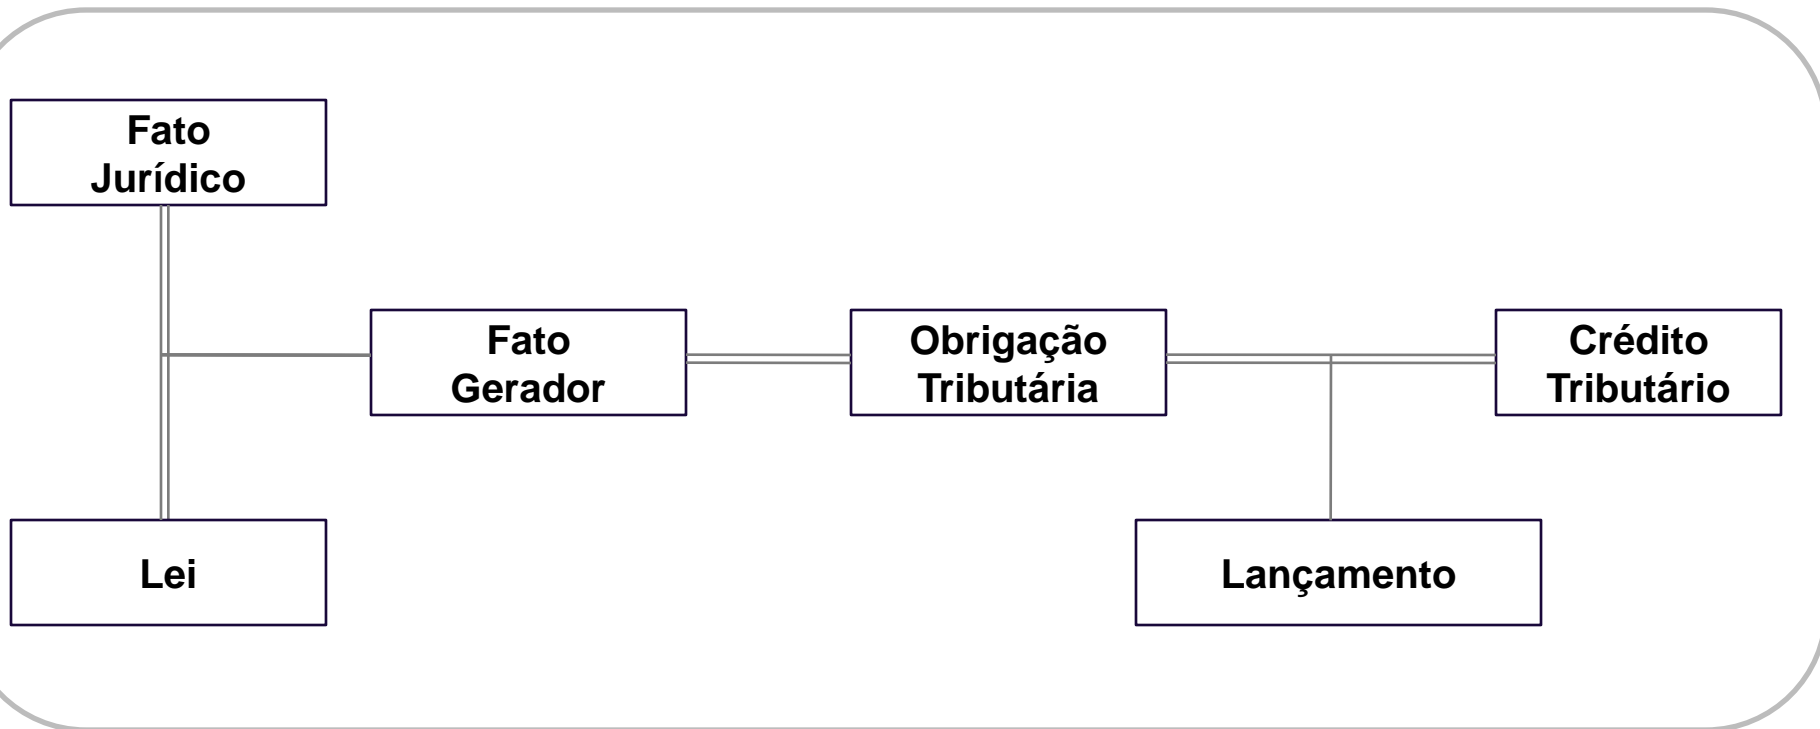 Fato
Jurídico
Fato
Gerador
Obrigação
Tributária
Crédito
Tributário
Lei
Lançamento